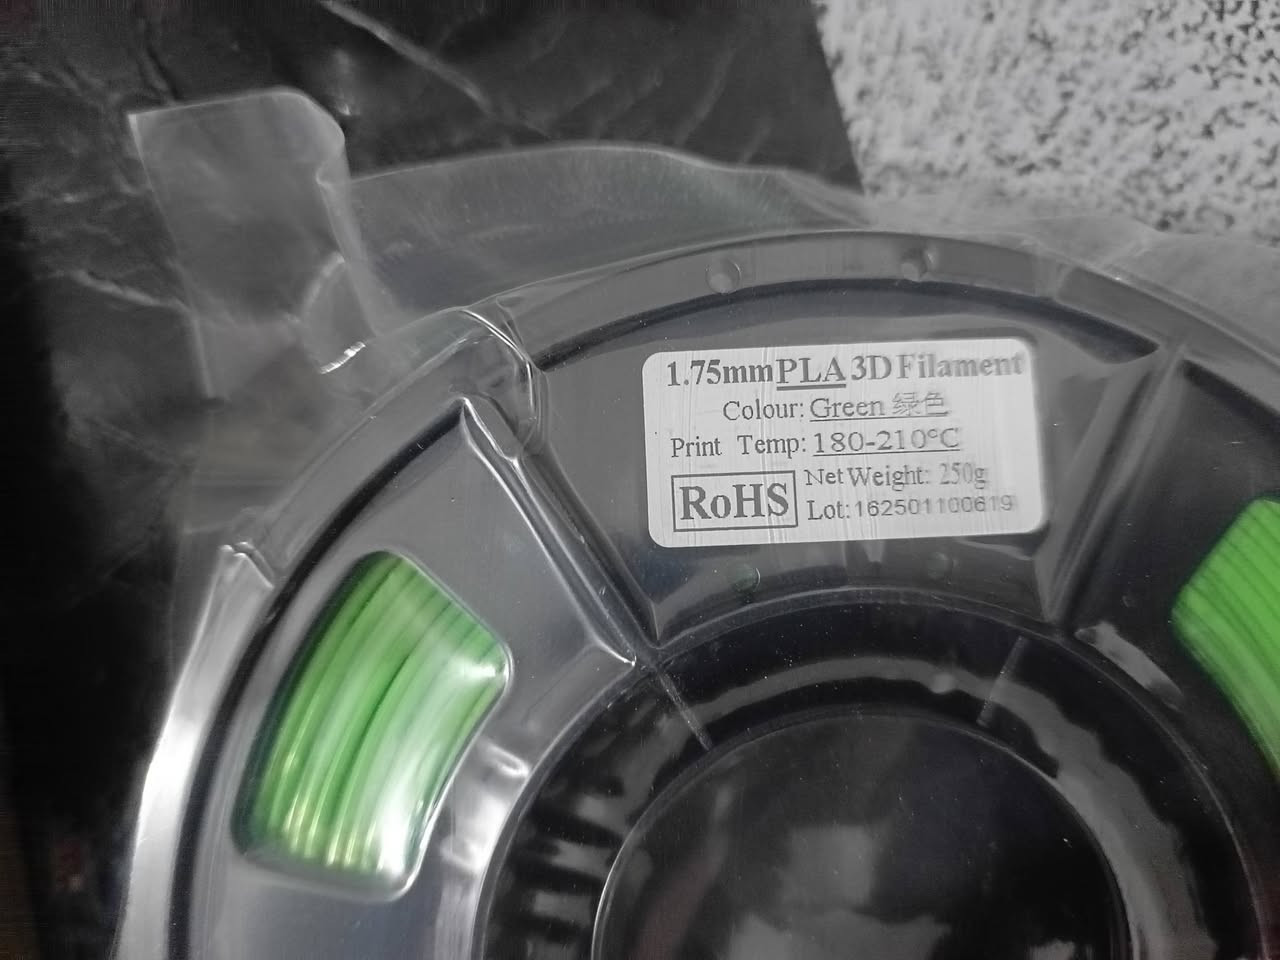 1.75mm PLA 3D Filament
Colour: Green 绿色
Print Temp: 180-210°C
RoHS
Net Weight: 250g
Lot: 162501100619